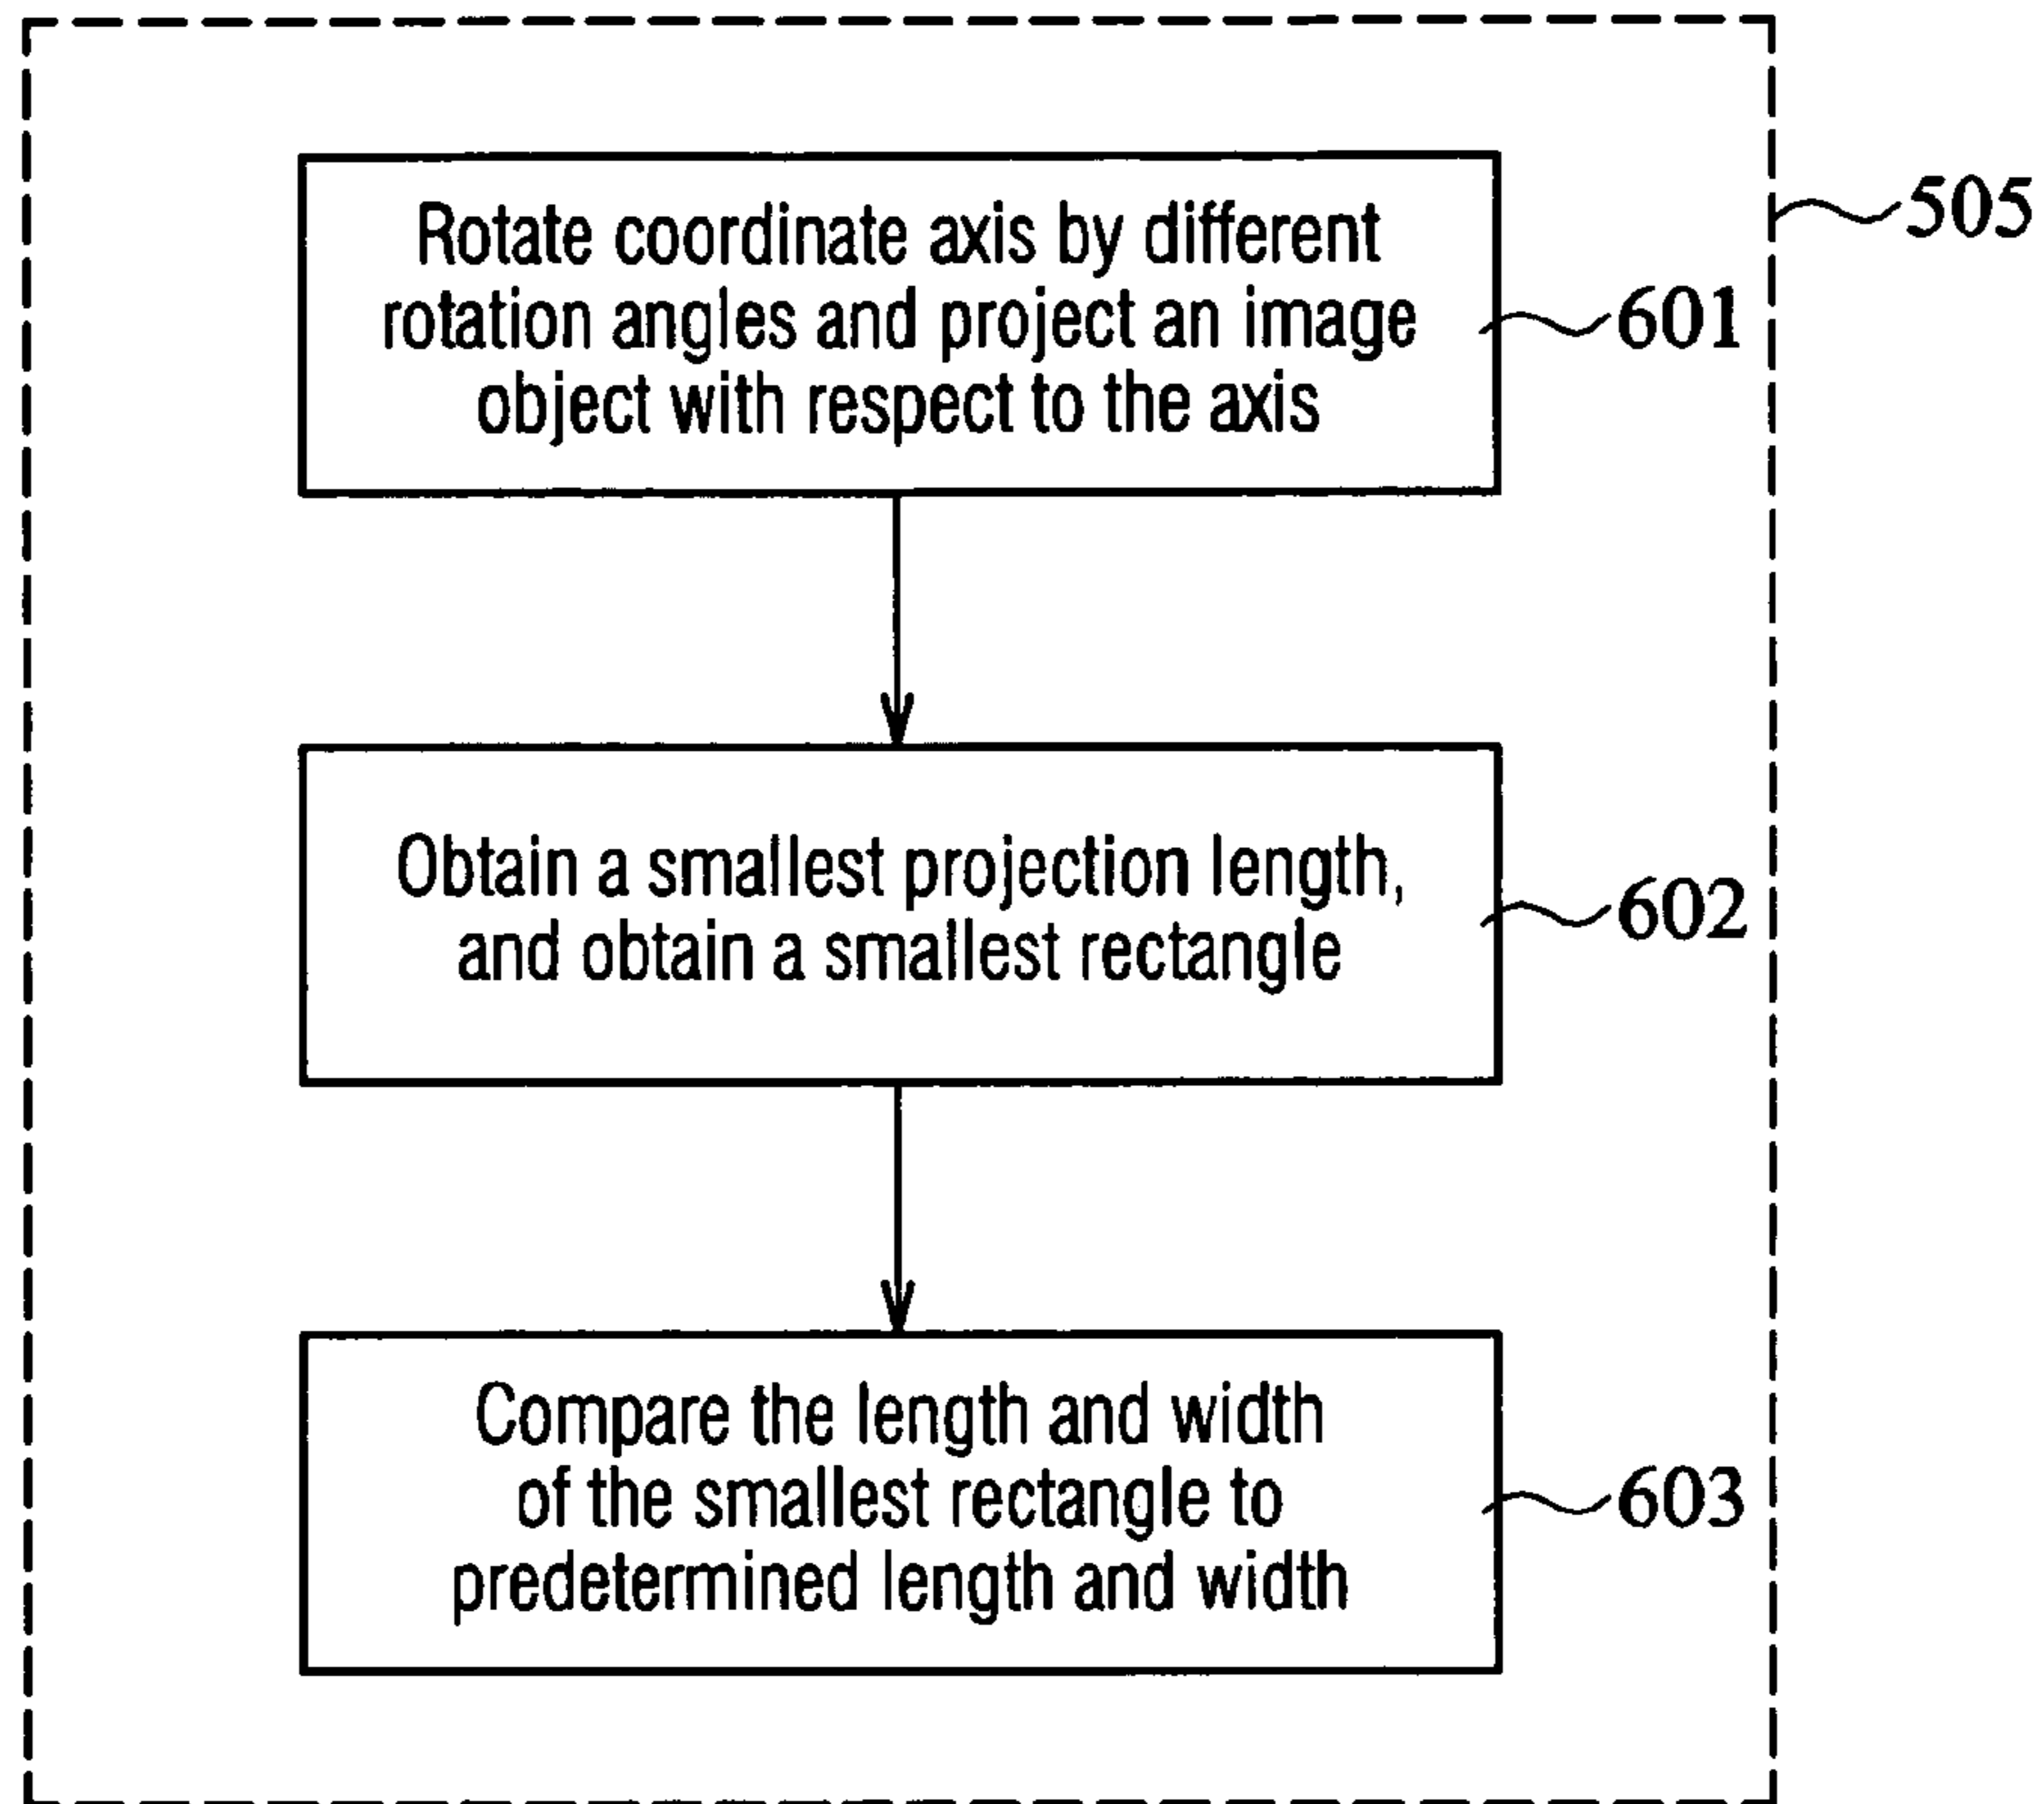 505
Rotate coordinate axis by different
rotation angles and project an image
object with respect to the axis
601
Obtain a smallest projection length,
and obtain a smallest rectangle
602
Compare the length and width
of the smallest rectangle to
predetermined length and width
603